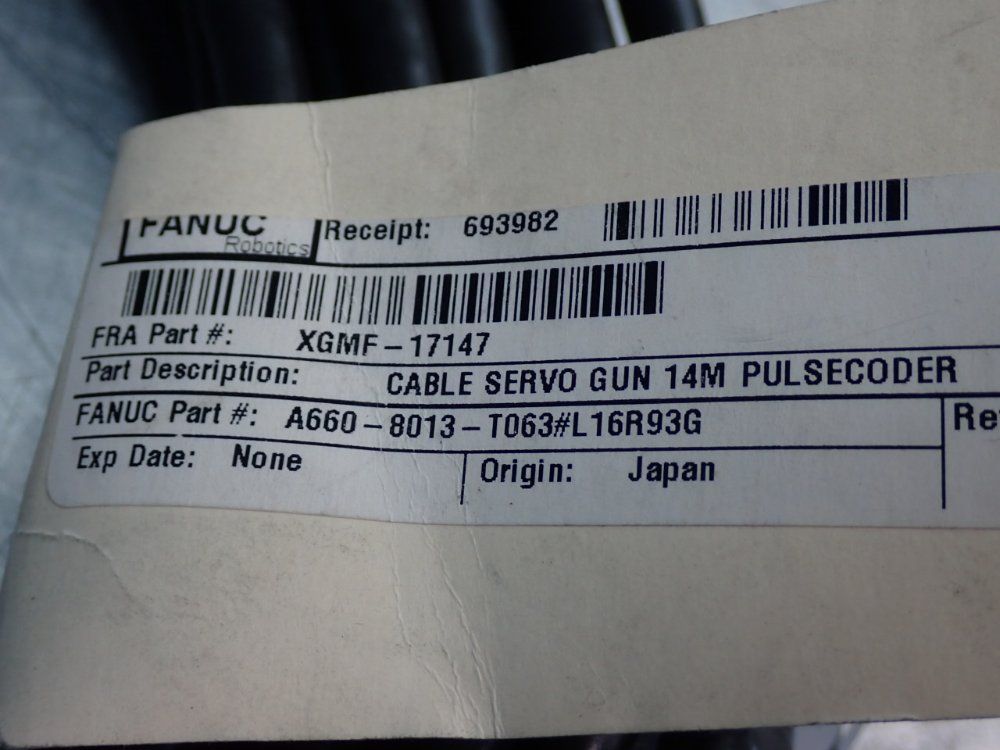 FANUC Robotics Receipt: 693982
FRA Part #: XGMF-17147
Part Description: CABLE SERVO GUN 14M PULSECODER
FANUC Part #: A660-8013-T063#L16R93G
Exp Date: None Origin: Japan